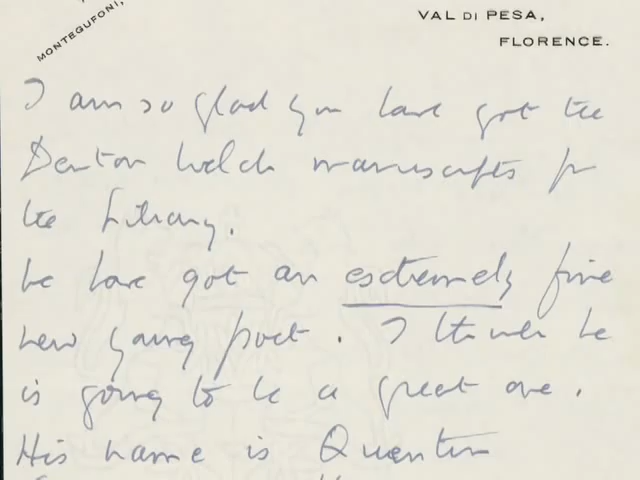 MONTEGUFONI,
VAL DI PESA,
FLORENCE.
I am so glad you have got the
Denton Welch manuscripts for
the Library.
We have got an extremely fine
new young poet. I think he
is going to be a great one.
His name is Quentin